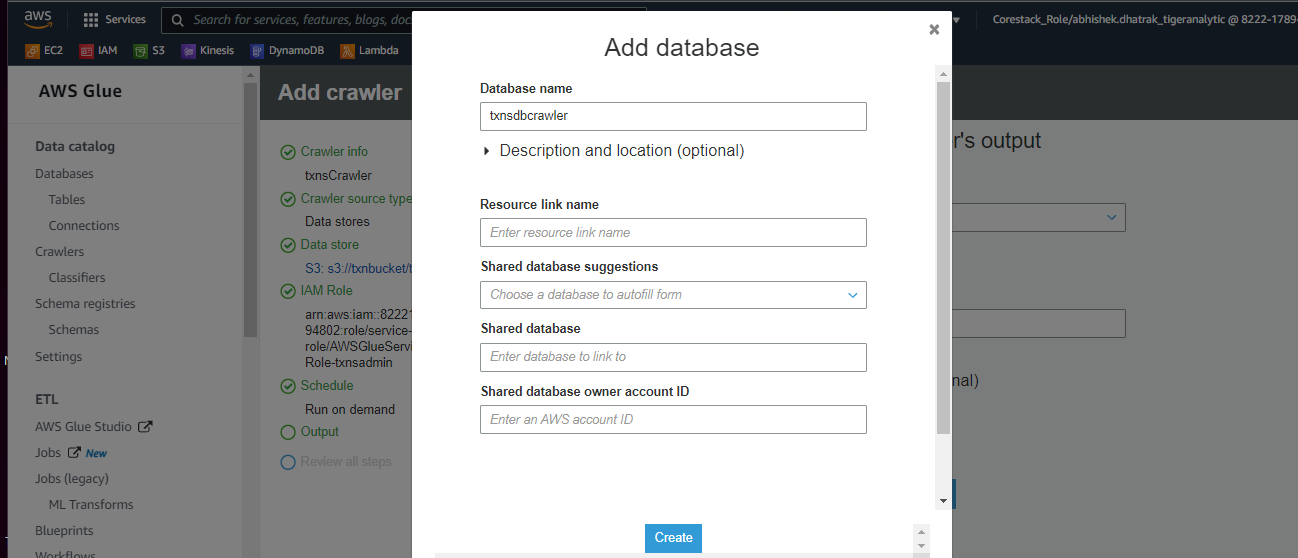 aws
Services
Search for services, features, blogs, doc
Corestack_Role/abhishek.dhatrak_tigeranalytic @ 8222-1789
EC2
IAM
S3
Kinesis
DynamoDB
Lambda
AWS Glue
Data catalog
Databases
Tables
Connections
Crawlers
Classifiers
Schema registries
Schemas
Settings
ETL
AWS Glue Studio
Jobs New
Jobs (legacy)
ML Transforms
Blueprints
Workflows
Add crawler
Crawler info
txnsCrawler
Crawler source type
Data stores
Data store
S3: s3://txnbucket/t
IAM Role
arn:aws:iam::8222
94802:role/service-
role/AWSGlueServi
Role-txnsadmin
Schedule
Run on demand
Output
Review all steps
Add database
Database name
txnsdbcrawler
Description and location (optional)
Resource link name
Enter resource link name
Shared database suggestions
Choose a database to autofill form
Shared database
Enter database to link to
Shared database owner account ID
Enter an AWS account ID
Create
r's output
nal)